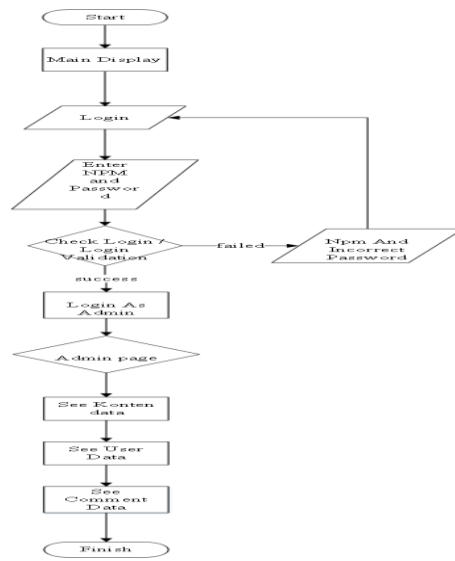 Start
Main Display
Login
Enter
NPM
and
Passwor
d
Check Login /
Login
Validation
failed
Npm And
Incorrect
Password
success
Login As
Admin
Admin page
See Konten
data
See User
Data
See
Comment
Data
Finish